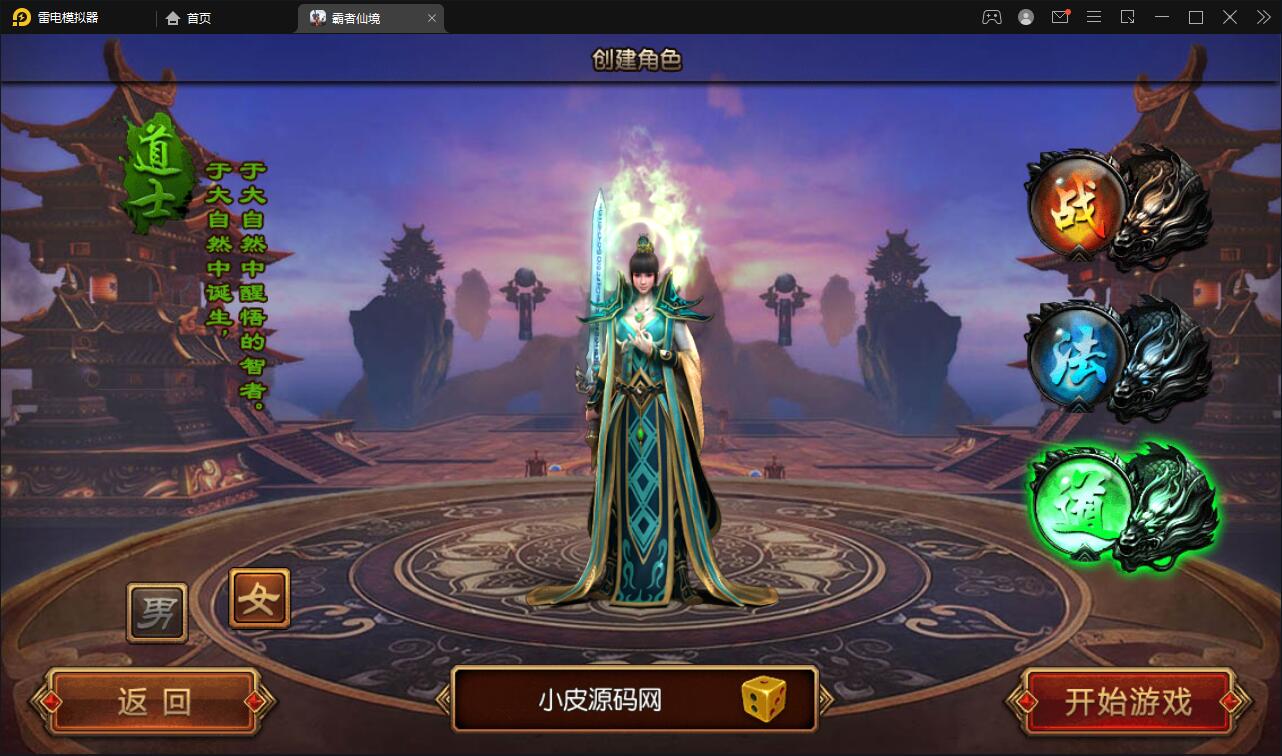 雷电模拟器
首页
霸者仙境
创建角色
道士
于大自然中醒悟的智者。
于大自然中诞生，
战
法
道
男
女
返回
小皮源码网
开始游戏